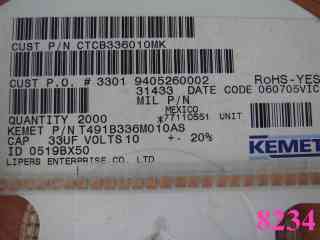 CUST P/N CTCB336010MK
CUST P.O. # 3301 9405260002 RoHS-YES
31433 DATE CODE 060705VIC
MIL P/N
MEXICO
QUANTITY 2000 *77110551 UNIT
KEMET P/N T491B336M010AS
CAP 33UF VOLTS 10 +- 20% KEMET
ID 0519BX50
LIPERS ENTERPRISE CO. LTD
8234